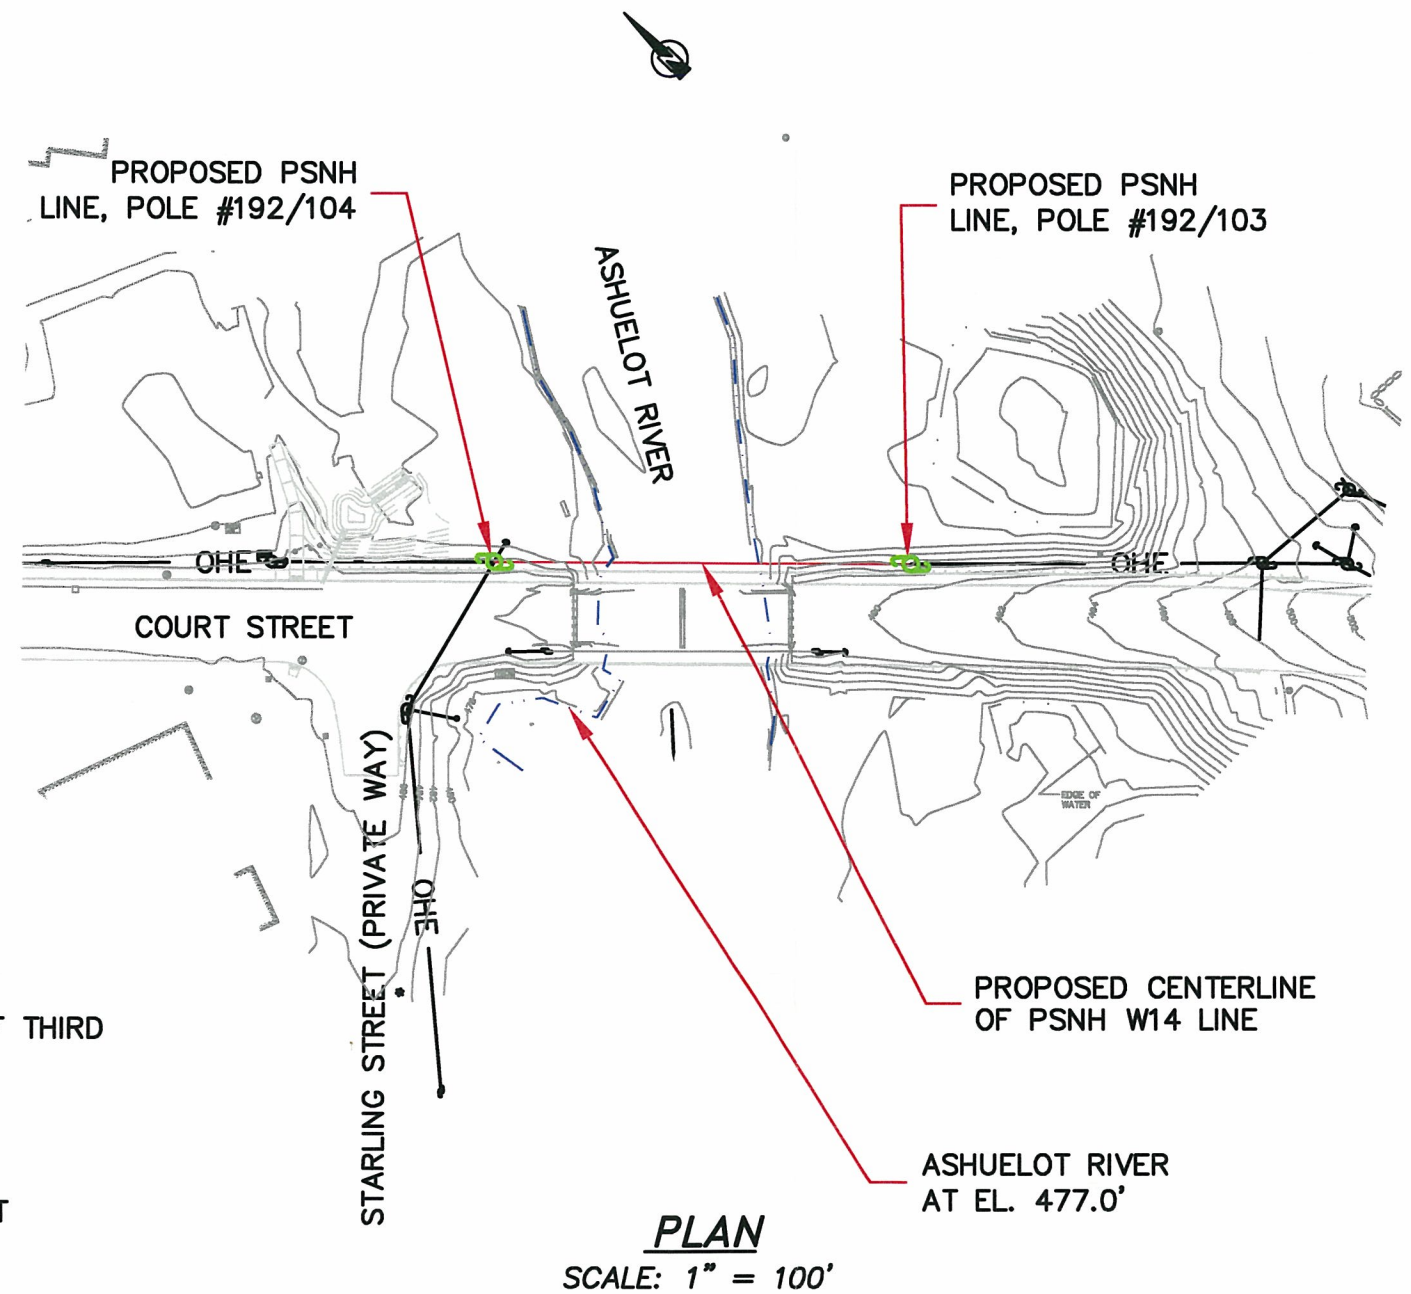 PROPOSED PSNH
LINE, POLE #192/104
PROPOSED PSNH
LINE, POLE #192/103
ASHUELOT RIVER
OHE
OHE
COURT STREET
STARLING STREET (PRIVATE WAY)
OHE
482
480
EDGE OF
WATER
PROPOSED CENTERLINE
OF PSNH W14 LINE
THIRD
ASHUELOT RIVER
AT EL. 477.0'
T
PLAN
SCALE: 1" = 100'